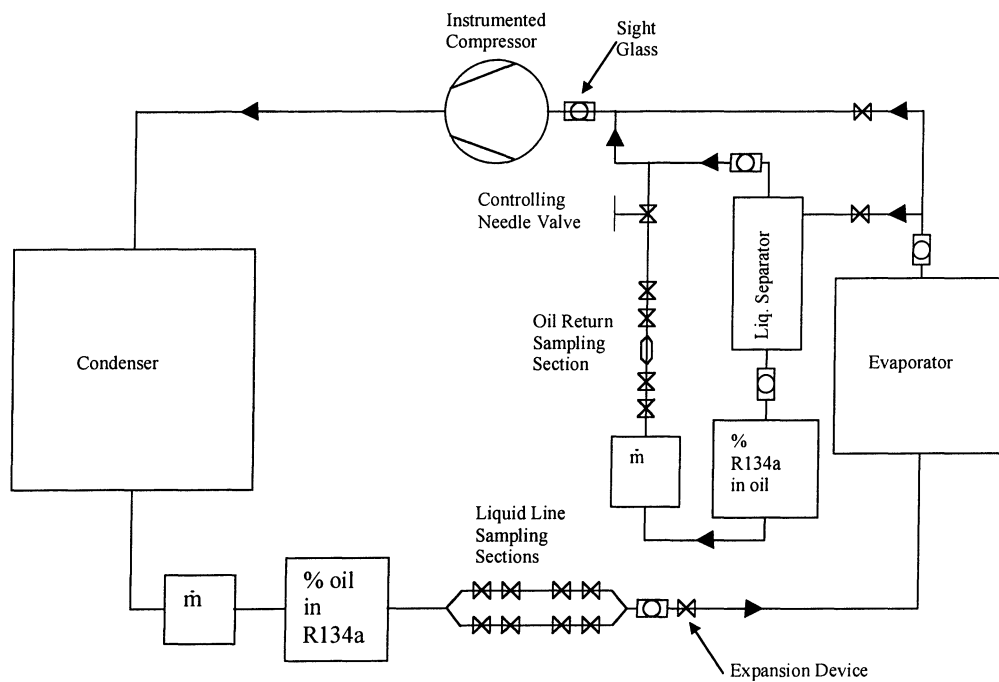 Instrumented
Compressor
Sight
Glass
Controlling
Needle Valve
Liq. Separator
Oil Return
Sampling
Section
Condenser
Evaporator
ṁ
%
R134a
in oil
Liquid Line
Sampling
Sections
ṁ
% oil
in
R134a
Expansion Device